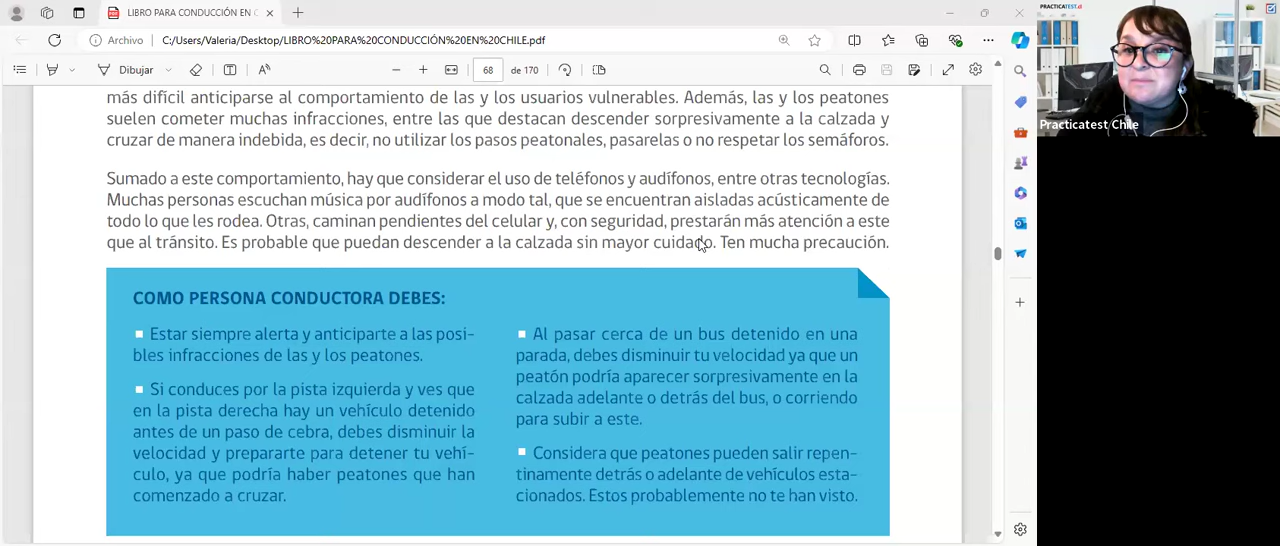 LIBRO PARA CONDUCCIÓN EN C
Archivo C:/Users/Valeria/Desktop/LIBRO%20PARA%20CONDUCCION%20EN%20CHILE.pdf
Dibujar
68 de 170
PRACTICATEST.cl
Practicatest Chile
más difícil anticiparse al comportamiento de las y los usuarios vulnerables. Además, las y los peatones
suelen cometer muchas infracciones, entre las que destacan descender sorpresivamente a la calzada y
cruzar de manera indebida, es decir, no utilizar los pasos peatonales, pasarelas o no respetar los semáforos.
Sumado a este comportamiento, hay que considerar el uso de teléfonos y audífonos, entre otras tecnologías.
Muchas personas escuchan música por audífonos a modo tal, que se encuentran aisladas acústicamente de
todo lo que les rodea. Otras, caminan pendientes del celular y, con seguridad, prestarán más atención a este
que al tránsito. Es probable que puedan descender a la calzada sin mayor cuidado. Ten mucha precaución.
COMO PERSONA CONDUCTORA DEBES:
Estar siempre alerta y anticiparte a las posi-
bles infracciones de las y los peatones.
Si conduces por la pista izquierda y ves que
en la pista derecha hay un vehículo detenido
antes de un paso de cebra, debes disminuir la
velocidad y prepararte para detener tu vehí-
culo, ya que podría haber peatones que han
comenzado a cruzar.
Al pasar cerca de un bus detenido en una
parada, debes disminuir tu velocidad ya que un
peatón podría aparecer sorpresivamente en la
calzada adelante o detrás del bus, o corriendo
para subir a este.
Considera que peatones pueden salir repen-
tinamente detrás o adelante de vehículos esta-
cionados. Estos probablemente no te han visto.